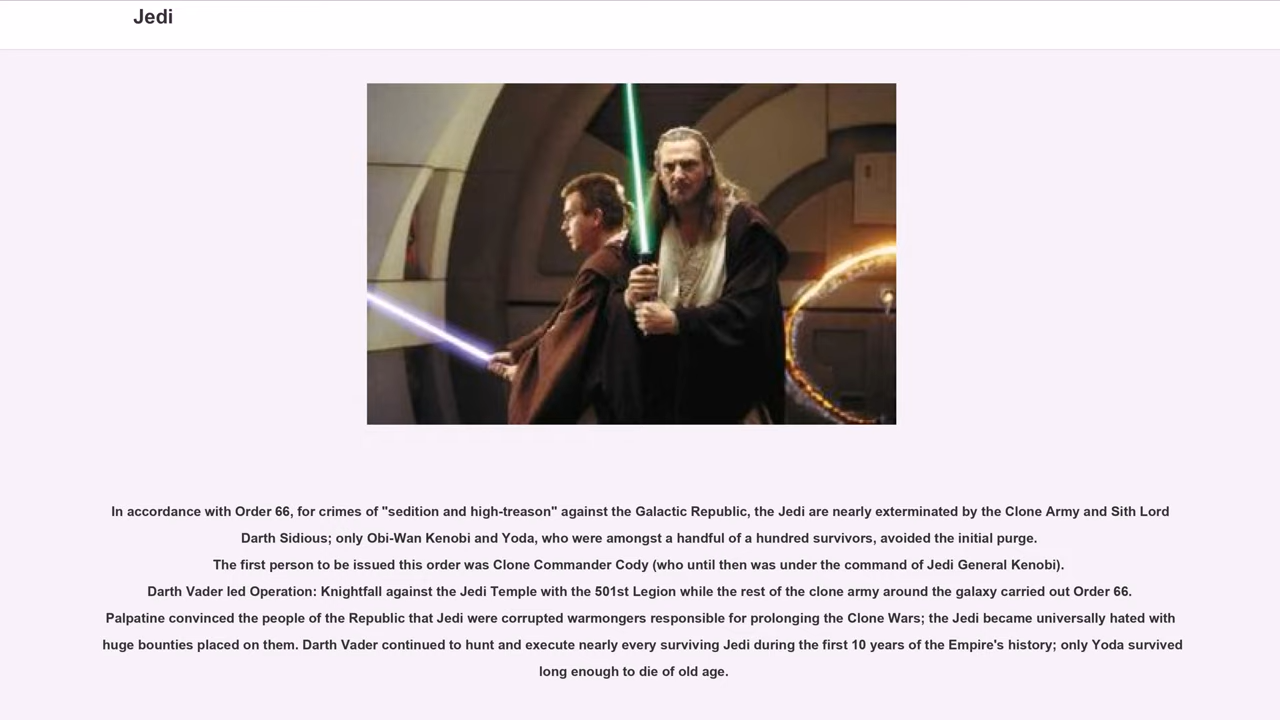 Jedi
In accordance with Order 66, for crimes of "sedition and high-treason" against the Galactic Republic, the Jedi are nearly exterminated by the Clone Army and Sith Lord
Darth Sidious; only Obi-Wan Kenobi and Yoda, who were amongst a handful of a hundred survivors, avoided the initial purge.
The first person to be issued this order was Clone Commander Cody (who until then was under the command of Jedi General Kenobi).
Darth Vader led Operation: Knightfall against the Jedi Temple with the 501st Legion while the rest of the clone army around the galaxy carried out Order 66.
Palpatine convinced the people of the Republic that Jedi were corrupted warmongers responsible for prolonging the Clone Wars; the Jedi became universally hated with
huge bounties placed on them. Darth Vader continued to hunt and execute nearly every surviving Jedi during the first 10 years of the Empire's history; only Yoda survived
long enough to die of old age.